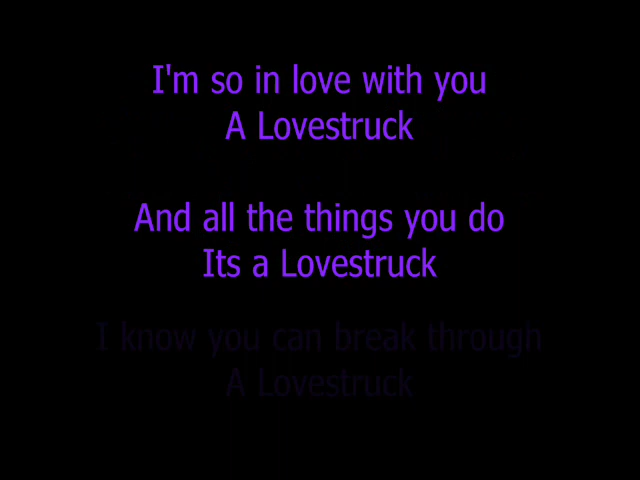 I'm so in love with you
A Lovestruck
And all the things you do
Its a Lovestruck
I know you can break through
A Lovestruck